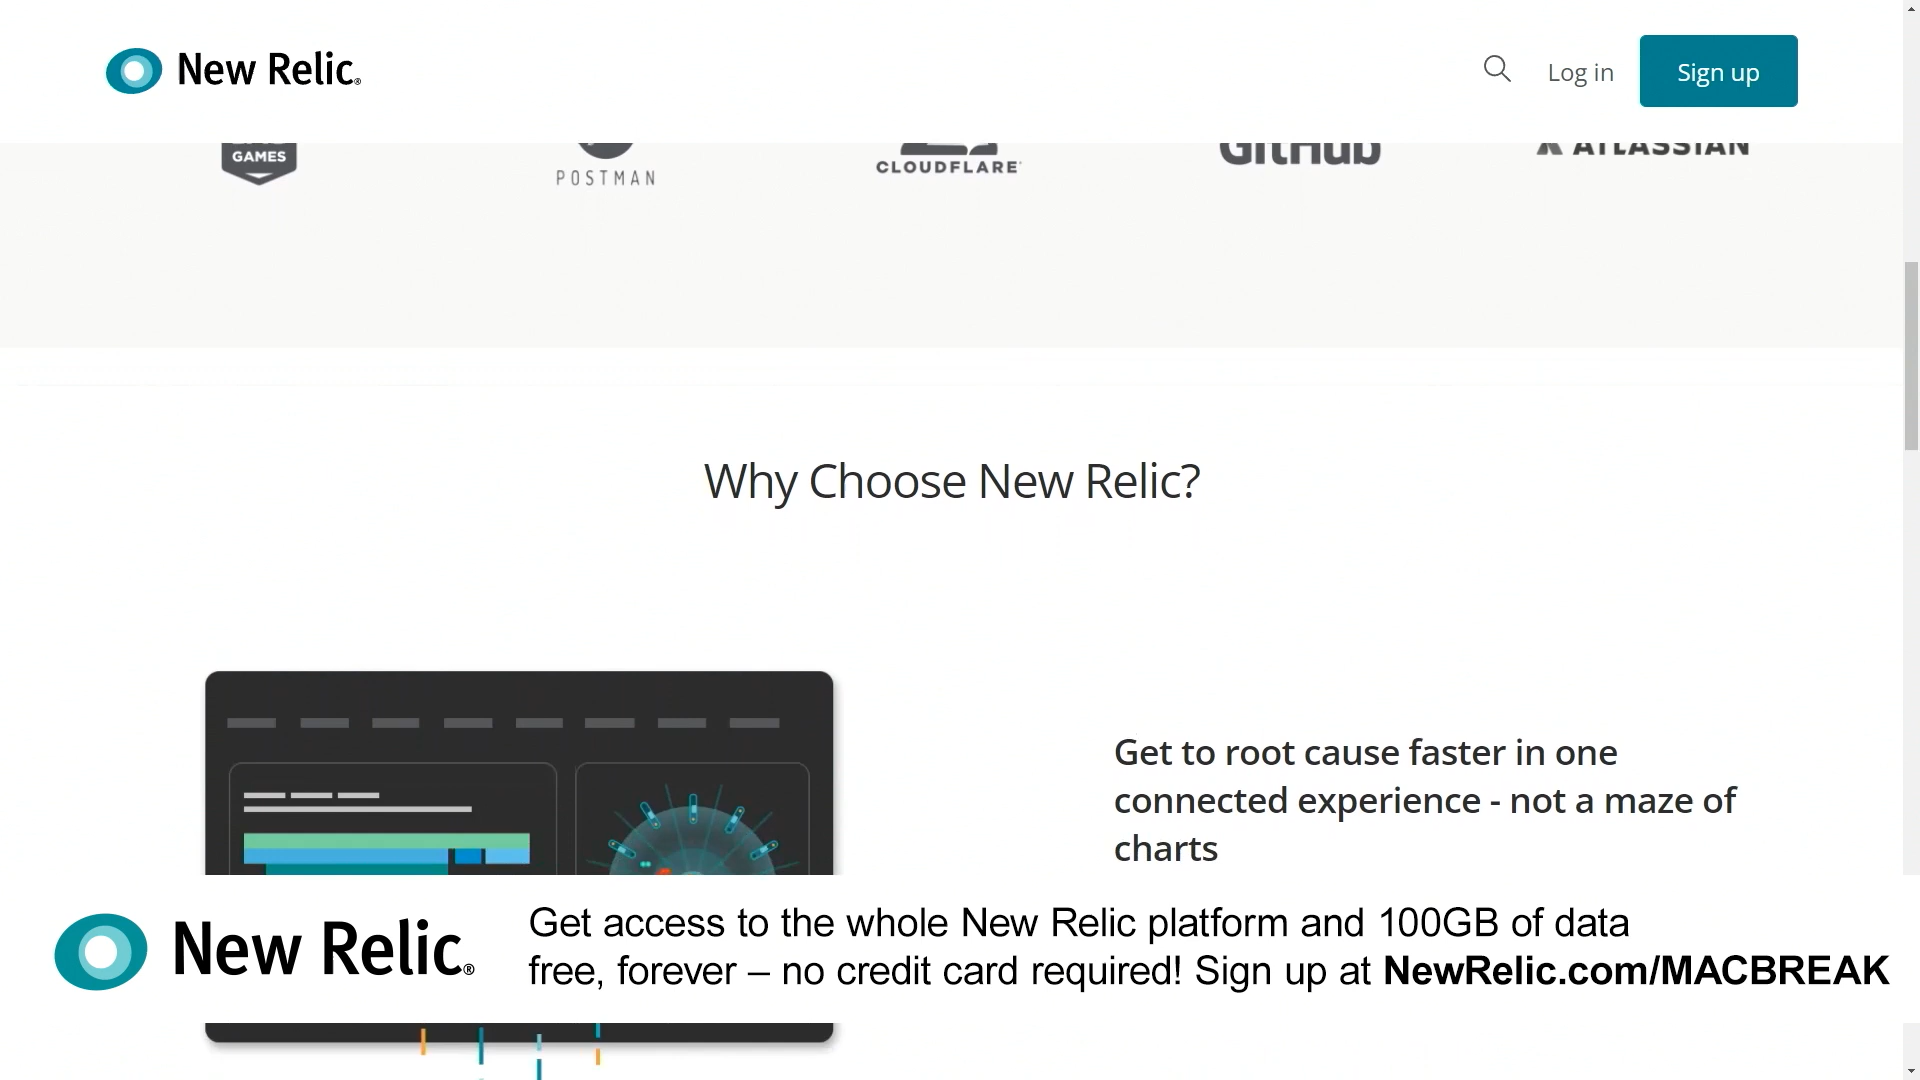 New Relic®
Log in
Sign up
GAMES
POSTMAN
CLOUDFLARE
GitHub
ATLASSIAN
Why Choose New Relic?
Get to root cause faster in one
connected experience - not a maze of
charts
New Relic®
Get access to the whole New Relic platform and 100GB of data
free, forever – no credit card required! Sign up at NewRelic.com/MACBREAK